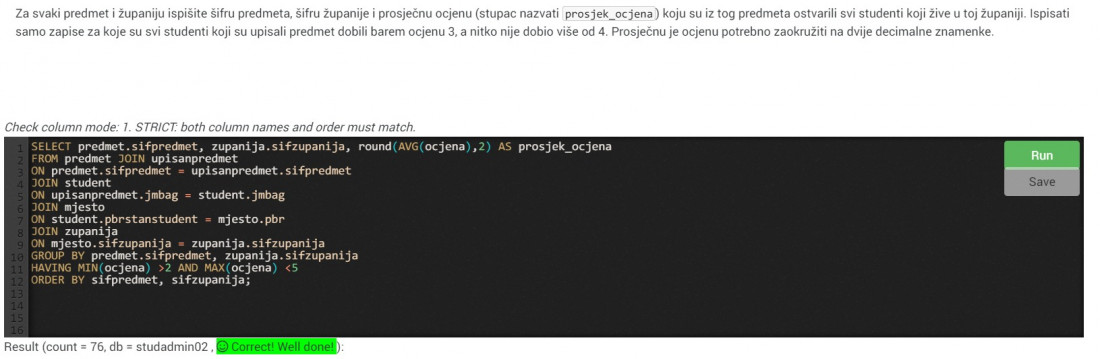 Za svaki predmet i županiju ispišite šifru predmeta, šifru županije i prosječnu ocjenu (stupac nazvati prosjek_ocjena) koju su iz tog predmeta ostvarili svi studenti koji žive u toj županiji. Ispisati
samo zapise za koje su svi studenti koji su upisali predmet dobili barem ocjenu 3, a nitko nije dobio više od 4. Prosječnu je ocjenu potrebno zaokružiti na dvije decimalne znamenke.
Check column mode: 1. STRICT: both column names and order must match.
1 SELECT predmet.sifpredmet, zupanija.sifzupanija, round(AVG(ocjena),2) AS prosjek_ocjena
2 FROM predmet JOIN upisanpredmet
3 ON predmet.sifpredmet = upisanpredmet.sifpredmet
4 JOIN student
5 ON upisanpredmet.jmbag = student.jmbag
6 JOIN mjesto
7 ON student.pbrstanstudent = mjesto.pbr
8 JOIN zupanija
9 ON mjesto.sifzupanija = zupanija.sifzupanija
10 GROUP BY predmet.sifpredmet, zupanija.sifzupanija
11 HAVING MIN(ocjena) >2 AND MAX(ocjena) <5
12 ORDER BY sifpredmet, sifzupanija;
13
14
15
16
Run
Save
Result (count = 76, db = studadmin02 , Correct! Well done! ):